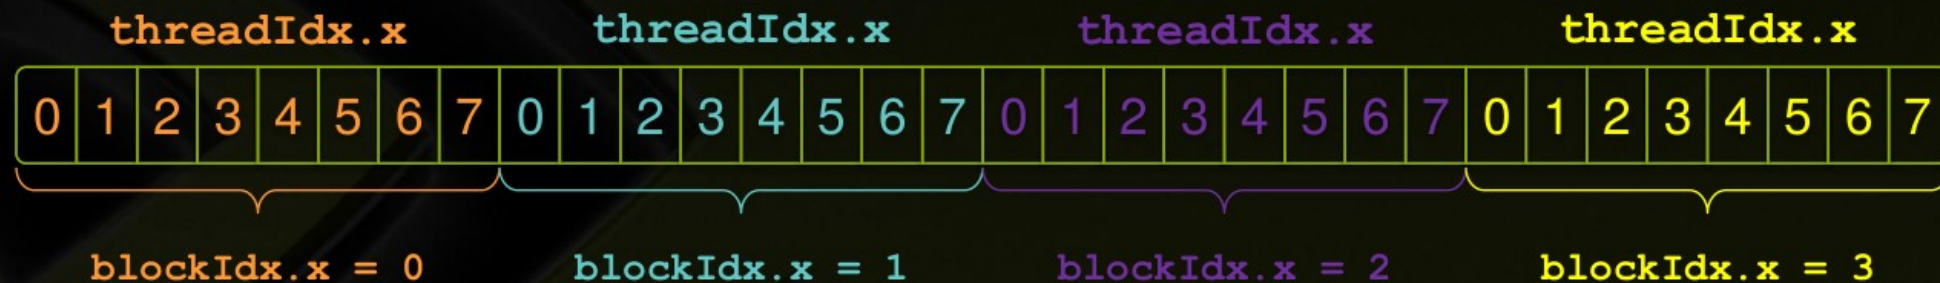 threadIdx.x threadIdx.x threadIdx.x threadIdx.x
0 1 2 3 4 5 6 7 0 1 2 3 4 5 6 7 0 1 2 3 4 5 6 7 0 1 2 3 4 5 6 7
blockIdx.x = 0 blockIdx.x = 1 blockIdx.x = 2 blockIdx.x = 3